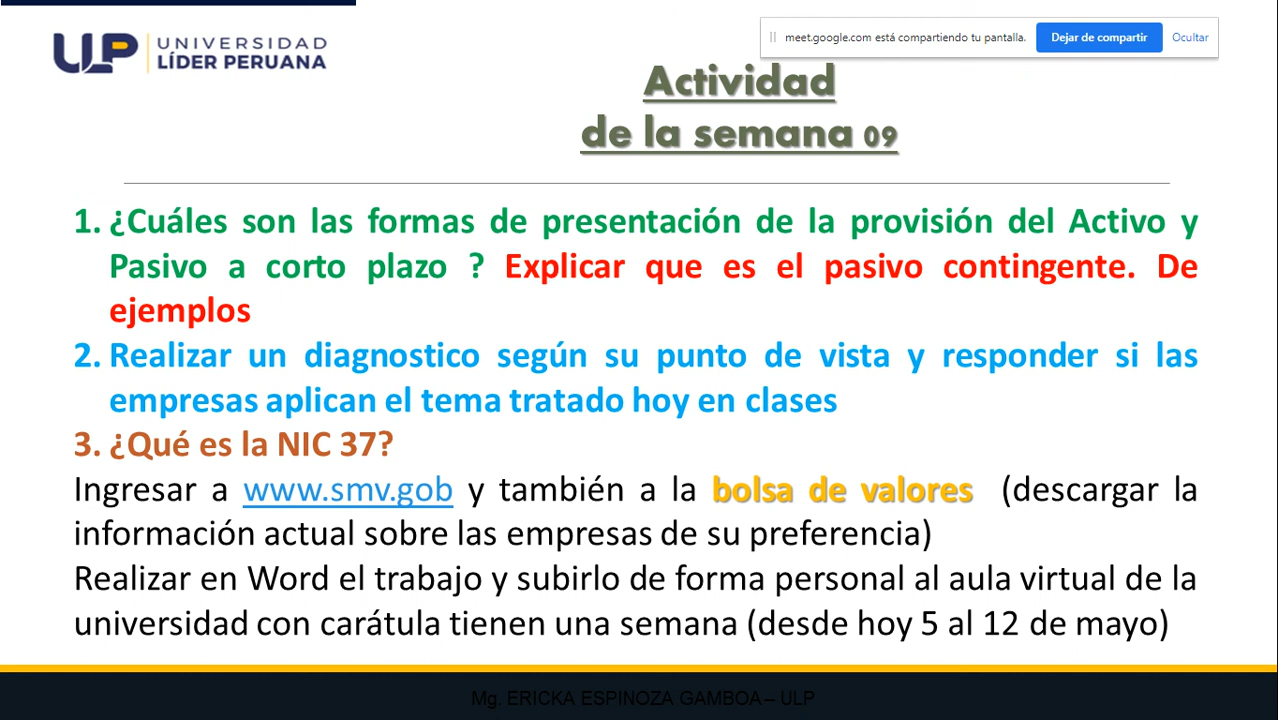 ULP UNIVERSIDAD
LÍDER PERUANA
meet.google.com está compartiendo tu pantalla. Dejar de compartir Ocultar
Actividad
de la semana 09
1. ¿Cuáles son las formas de presentación de la provisión del Activo y
Pasivo a corto plazo ? Explicar que es el pasivo contingente. De
ejemplos
2. Realizar un diagnostico según su punto de vista y responder si las
empresas aplican el tema tratado hoy en clases
3. ¿Qué es la NIC 37?
Ingresar a www.smv.gob y también a la bolsa de valores (descargar la
información actual sobre las empresas de su preferencia)
Realizar en Word el trabajo y subirlo de forma personal al aula virtual de la
universidad con carátula tienen una semana (desde hoy 5 al 12 de mayo)
Mg. ERICKA ESPINOZA GAMBOA – ULP